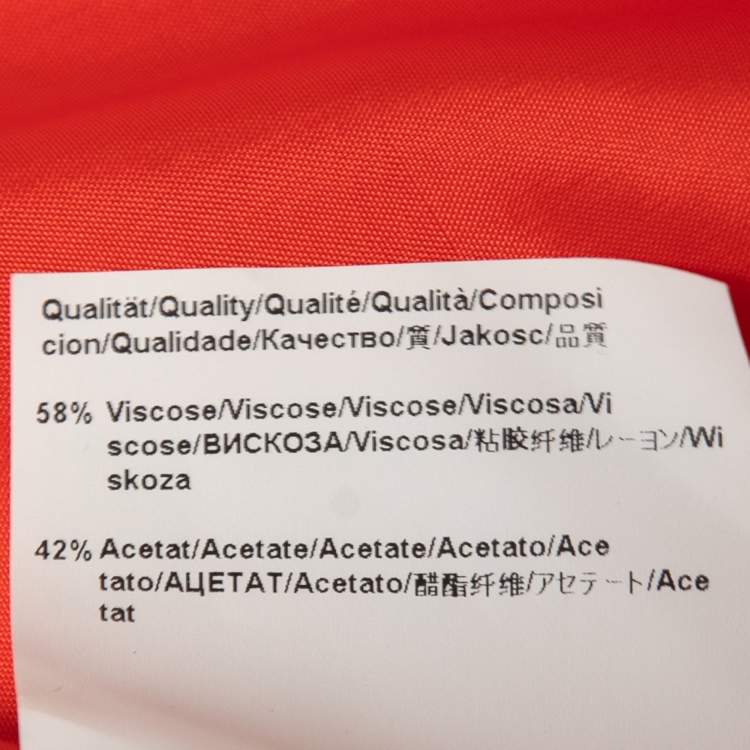 Qualität/Quality/Qualité/Qualità/Composi
cion/Qualidade/Качество/質/Jakosc/品質
58% Viscose/Viscose/Viscose/Viscosa/Vi
scose/ВИСКОЗА/Viscosa/粘胶纤维/レーヨン/Wi
skoza
42% Acetat/Acetate/Acetate/Acetato/Ace
tato/АЦЕТАТ/Acetato/醋酯纤维/アセテート/Ace
tat